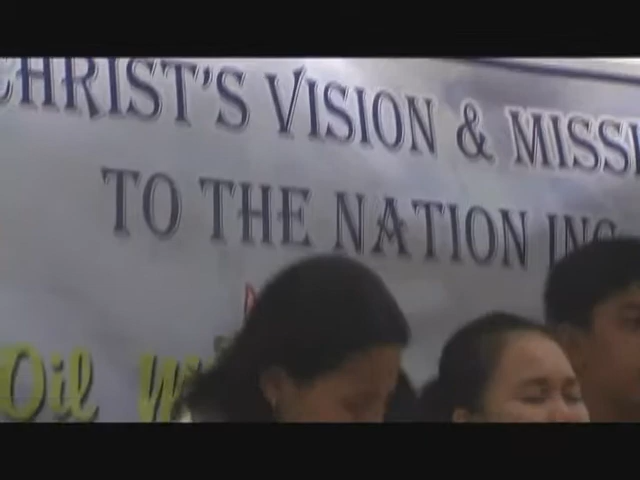 CHRIST'S VISION & MISSI
TO THE NATION INC
Oil